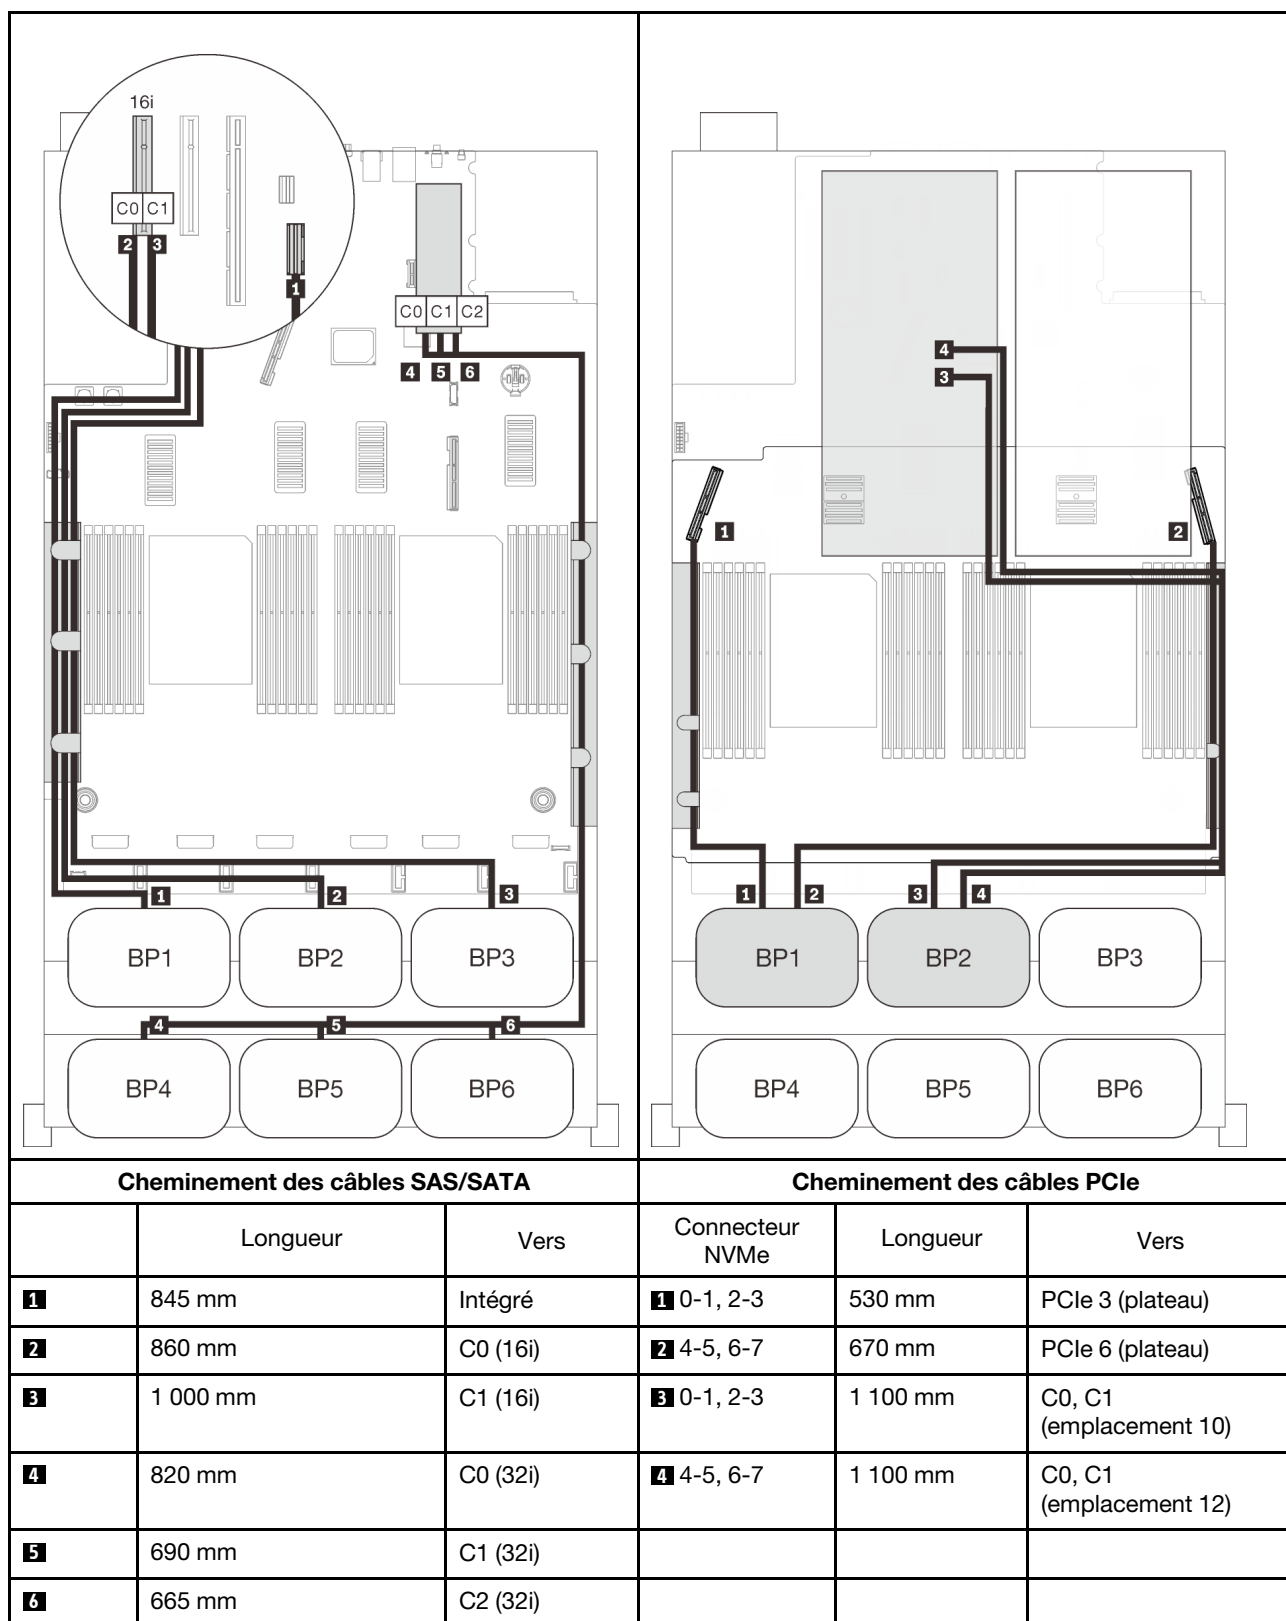 16i
C0 C1
2 3
1
C0 C1 C2
4 5 6
1 2 3
BP1 BP2 BP3
4 5 6
BP4 BP5 BP6
4
3
1 2
1 2 3 4
BP1 BP2 BP3
BP4 BP5 BP6
Cheminement des câbles SAS/SATA Cheminement des câbles PCIe
Longueur Vers Connecteur NVMe Longueur Vers
1 845 mm Intégré 1 0-1, 2-3 530 mm PCIe 3 (plateau)
2 860 mm C0 (16i) 2 4-5, 6-7 670 mm PCIe 6 (plateau)
3 1 000 mm C1 (16i) 3 0-1, 2-3 1 100 mm C0, C1
(emplacement 10)
4 820 mm C0 (32i) 4 4-5, 6-7 1 100 mm C0, C1
(emplacement 12)
5 690 mm C1 (32i)
6 665 mm C2 (32i)